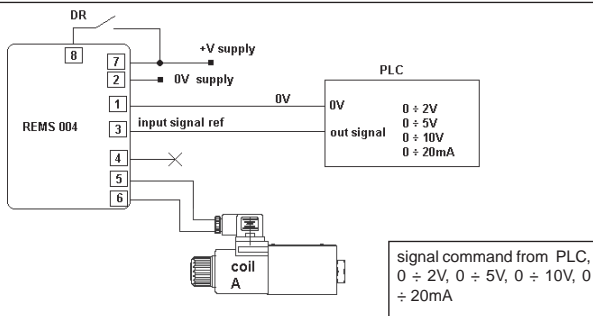 DR
8
7
+V supply
2
0V supply
PLC
1
0V
0V
0 ÷ 2V
REMS 004
3
input signal ref
out signal
0 ÷ 5V
0 ÷ 10V
0 ÷ 20mA
4
5
6
coil
A
signal command from PLC,
0 ÷ 2V, 0 ÷ 5V, 0 ÷ 10V, 0
÷ 20mA